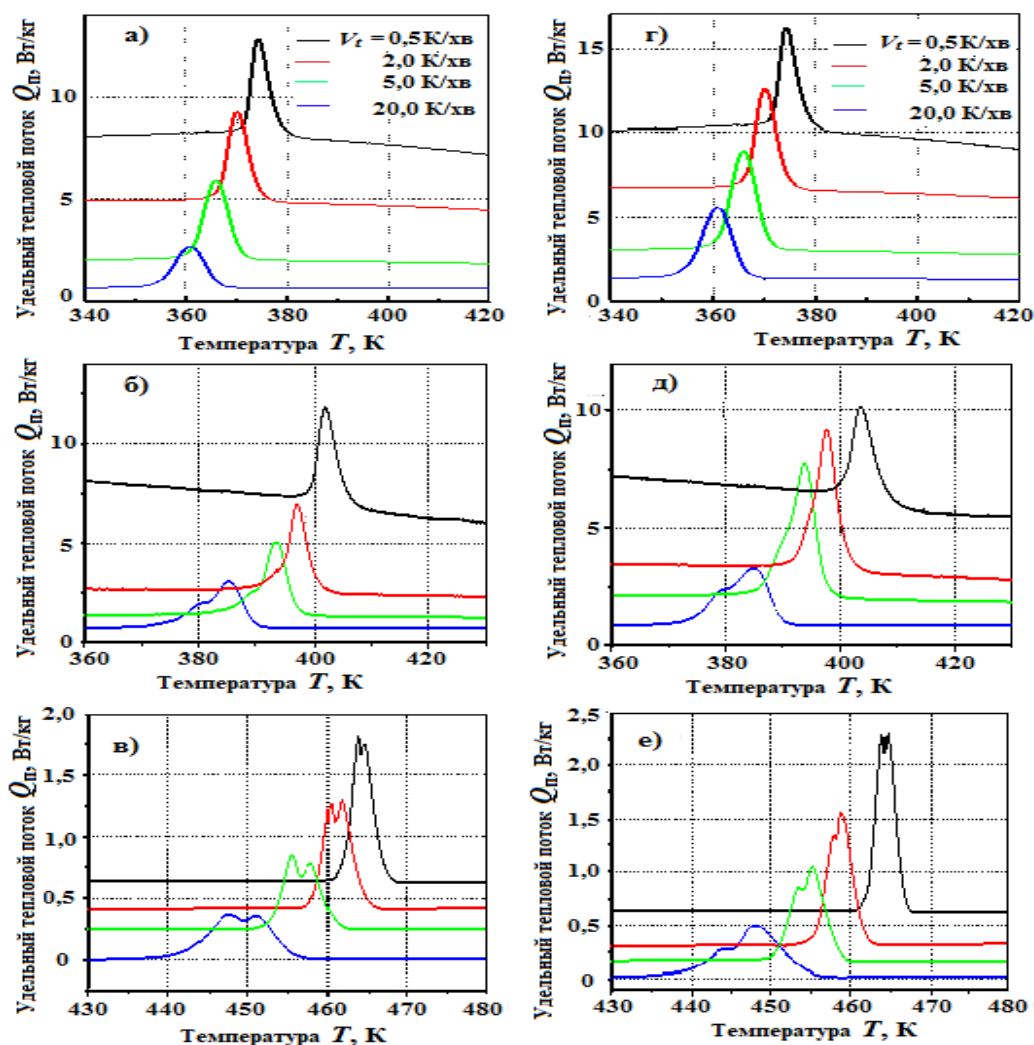 а)
V_t = 0,5 К/хв
2,0 К/хв
5,0 К/хв
20,0 К/хв
Удельный тепловой поток Q_П, Вт/кг
10
5
0
340 360 380 400 420
Температура T, К
г)
V_t = 0,5 К/хв
2,0 К/хв
5,0 К/хв
20,0 К/хв
Удельный тепловой поток Q_П, Вт/кг
15
10
5
0
340 360 380 400 420
Температура T, К
б)
Удельный тепловой поток Q_П, Вт/кг
10
5
0
360 380 400 420
Температура T, К
д)
Удельный тепловой поток Q_П, Вт/кг
10
5
0
360 380 400 420
Температура T, К
в)
Удельный тепловой поток Q_П, Вт/кг
2,0
1,5
1,0
0,5
0
430 440 450 460 470 480
Температура T, К
е)
Удельный тепловой поток Q_П, Вт/кг
2,5
2,0
1,5
1,0
0,5
0
430 440 450 460 470 480
Температура T, К